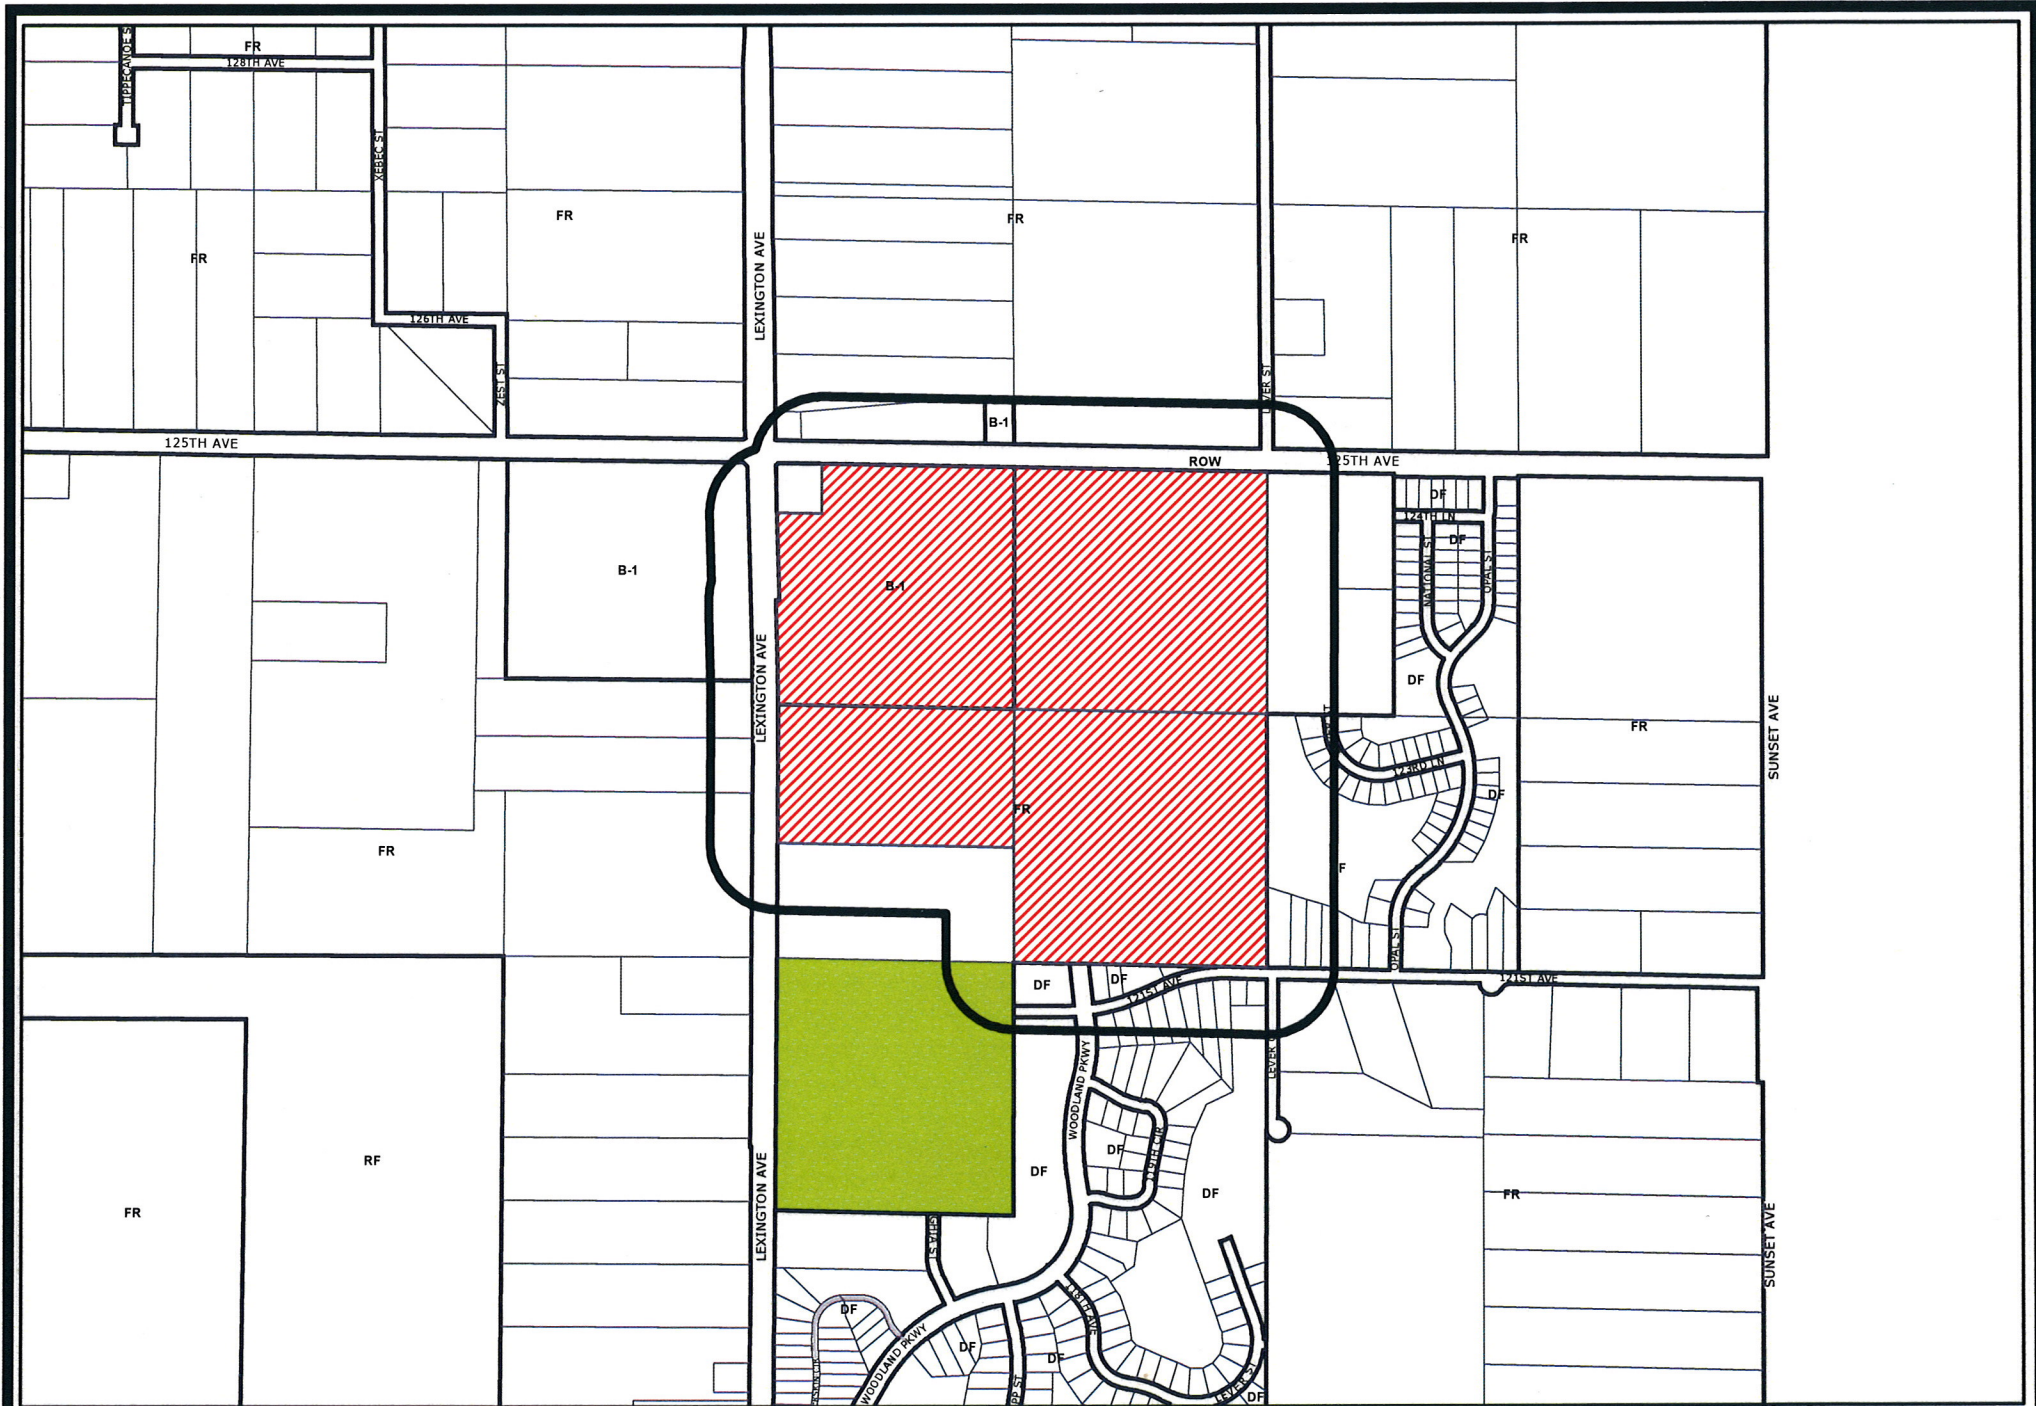 TIPPECANOE S
FR
128TH AVE
XEBEC ST
FR
FR
FR
FR
LEXINGTON AVE
126TH AVE
ZEST ST
B-1
125TH AVE
ROW
125TH AVE
DF
124TH LN
DF
NATIONAL ST
OPAL ST
B-1
B-1
LEXINGTON AVE
DF
FR
SUNSET AVE
123RD LN
DF
FR
FR
F
OPAL ST
121ST AVE
DF
DF
121ST AVE
WOODLAND PKWY
LEVER
119TH CIR
DF
RF
DF
DF
FR
FR
LEXINGTON AVE
SUNSET AVE
118TH AVE
DF
WOODLAND PKWY
DF
DF
LEVER ST
DF